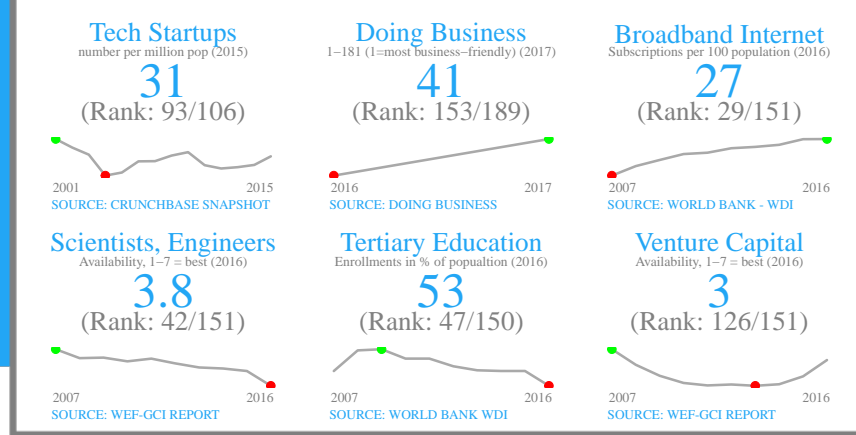 Tech Startups
number per million pop (2015)
31
(Rank: 93/106)
2001 2015
SOURCE: CRUNCHBASE SNAPSHOT
Doing Business
1−181 (1=most business−friendly) (2017)
41
(Rank: 153/189)
2016 2017
SOURCE: DOING BUSINESS
Broadband Internet
Subscriptions per 100 population (2016)
27
(Rank: 29/151)
2007 2016
SOURCE: WORLD BANK - WDI
Scientists, Engineers
Availability, 1−7 = best (2016)
3.8
(Rank: 42/151)
2007 2016
SOURCE: WEF-GCI REPORT
Tertiary Education
Enrollments in % of popualtion (2016)
53
(Rank: 47/150)
2007 2016
SOURCE: WORLD BANK WDI
Venture Capital
Availability, 1−7 = best (2016)
3
(Rank: 126/151)
2007 2016
SOURCE: WEF-GCI REPORT